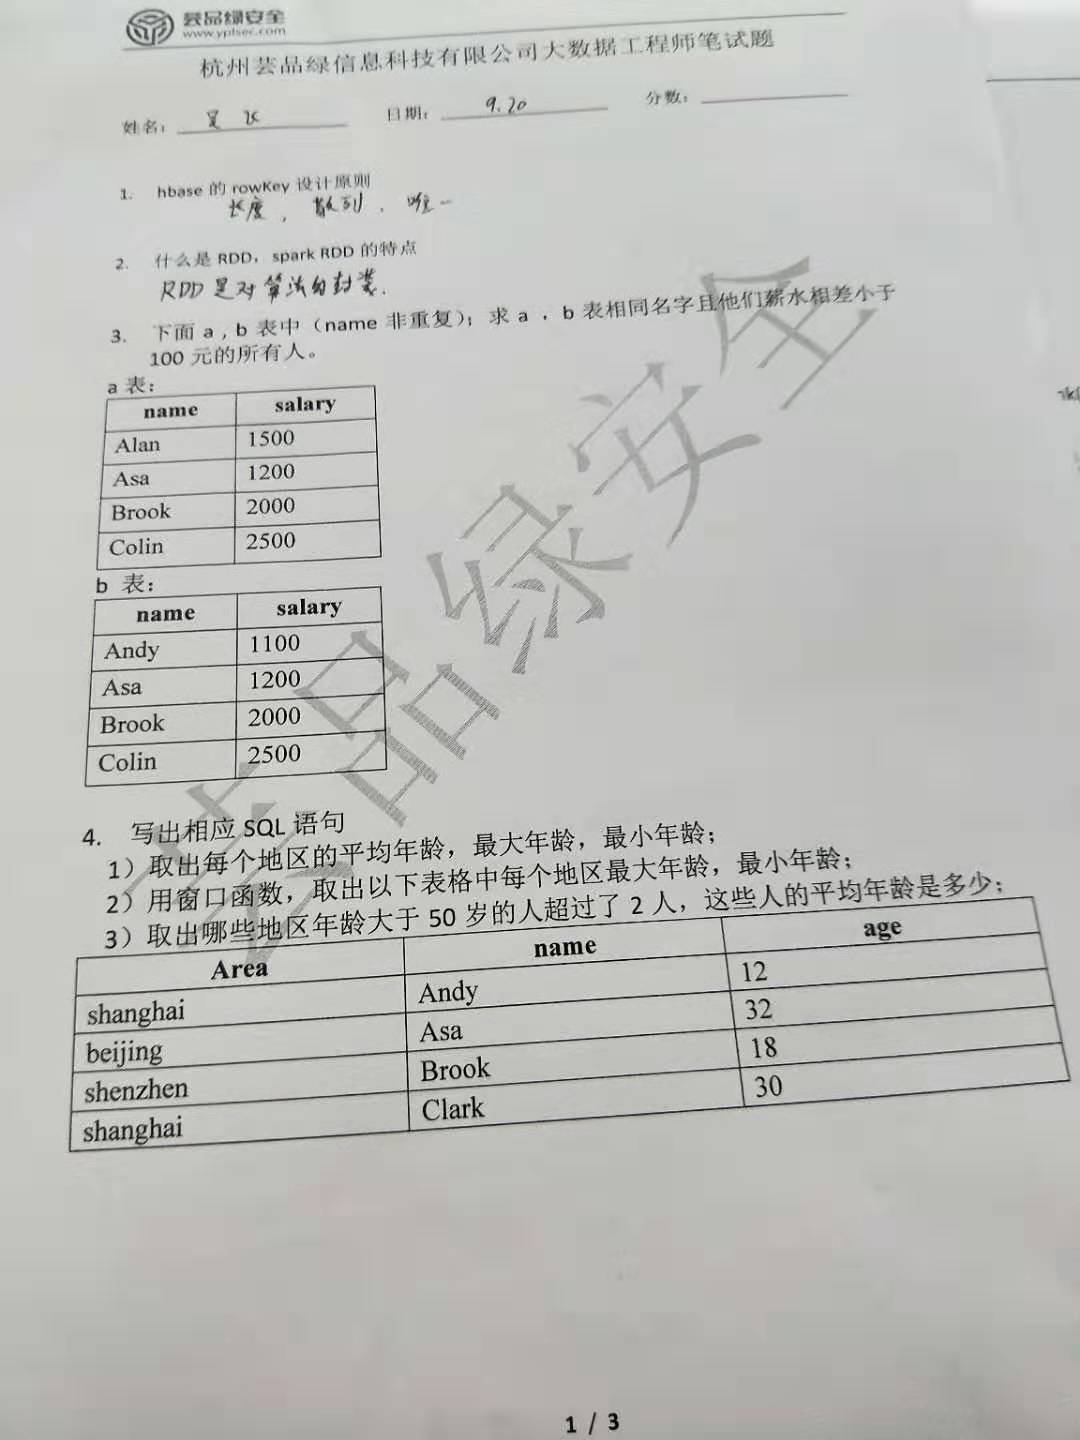 芸品绿安全
www.yplsec.com
杭州芸品绿信息科技有限公司大数据工程师笔试题
姓名： 日期： 9.20 分数：
1. hbase 的 rowKey 设计原则
长度，散列，唯一
2. 什么是 RDD，spark RDD 的特点
RDD是对算法的封装.
3. 下面 a , b 表中（name 非重复）；求 a ，b 表相同名字且他们薪水相差小于
100 元的所有人。
a 表：
name salary
Alan 1500
Asa 1200
Brook 2000
Colin 2500
b 表：
name salary
Andy 1100
Asa 1200
Brook 2000
Colin 2500
4. 写出相应 SQL 语句
1）取出每个地区的平均年龄，最大年龄，最小年龄；
2）用窗口函数，取出以下表格中每个地区最大年龄，最小年龄；
3）取出哪些地区年龄大于 50 岁的人超过了 2 人，这些人的平均年龄是多少；
Area name age
shanghai Andy 12
beijing Asa 32
shenzhen Brook 18
shanghai Clark 30
芸品绿安全
1 / 3